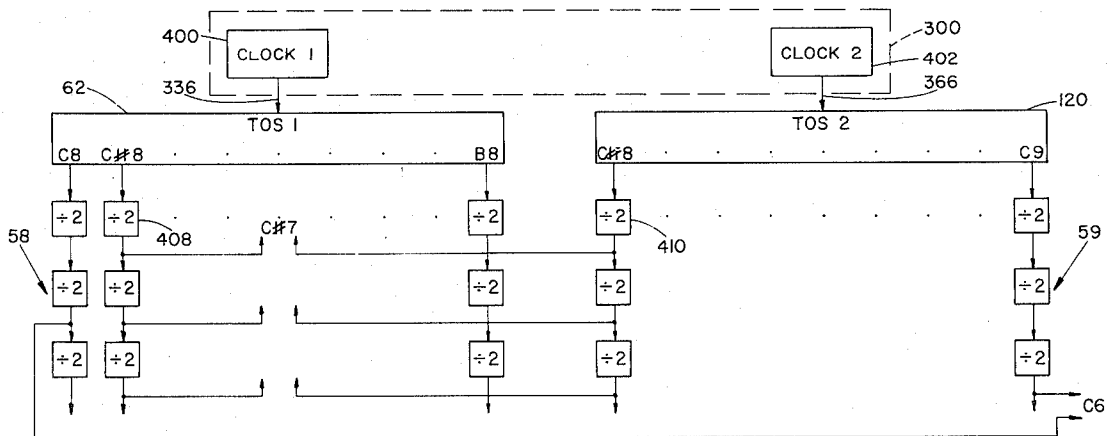 400
CLOCK 1
CLOCK 2
300
402
336
366
62
120
TOS 1
TOS 2
C8 C#8 . . . . . . B8
C#8 . . . . . . . C9
÷2 ÷2 . . . . . . ÷2 ÷2 . . . . . . . ÷2
408
C#7
410
58
59
÷2 ÷2 ÷2 ÷2 ÷2
÷2 ÷2 ÷2 ÷2 ÷2
C6